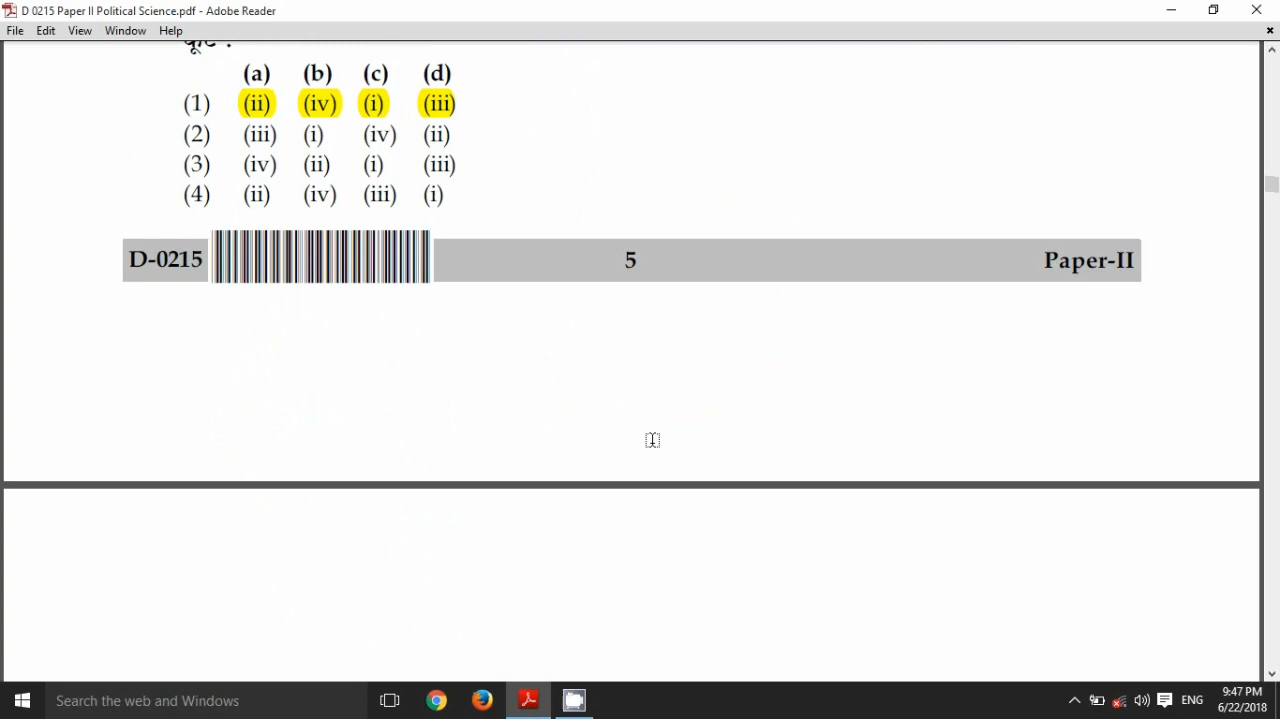 D 0215 Paper II Political Science.pdf - Adobe Reader
File Edit View Window Help
(a) (b) (c) (d)
(1) (ii) (iv) (i) (iii)
(2) (iii) (i) (iv) (ii)
(3) (iv) (ii) (i) (iii)
(4) (ii) (iv) (iii) (i)
D-0215 5 Paper-II
Search the web and Windows
ENG
9:47 PM
6/22/2018